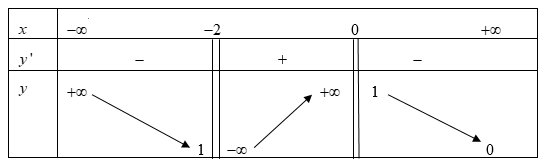 x −∞ −2 0 +∞
y' − + −
y +∞ +∞ 1
1 −∞ 0